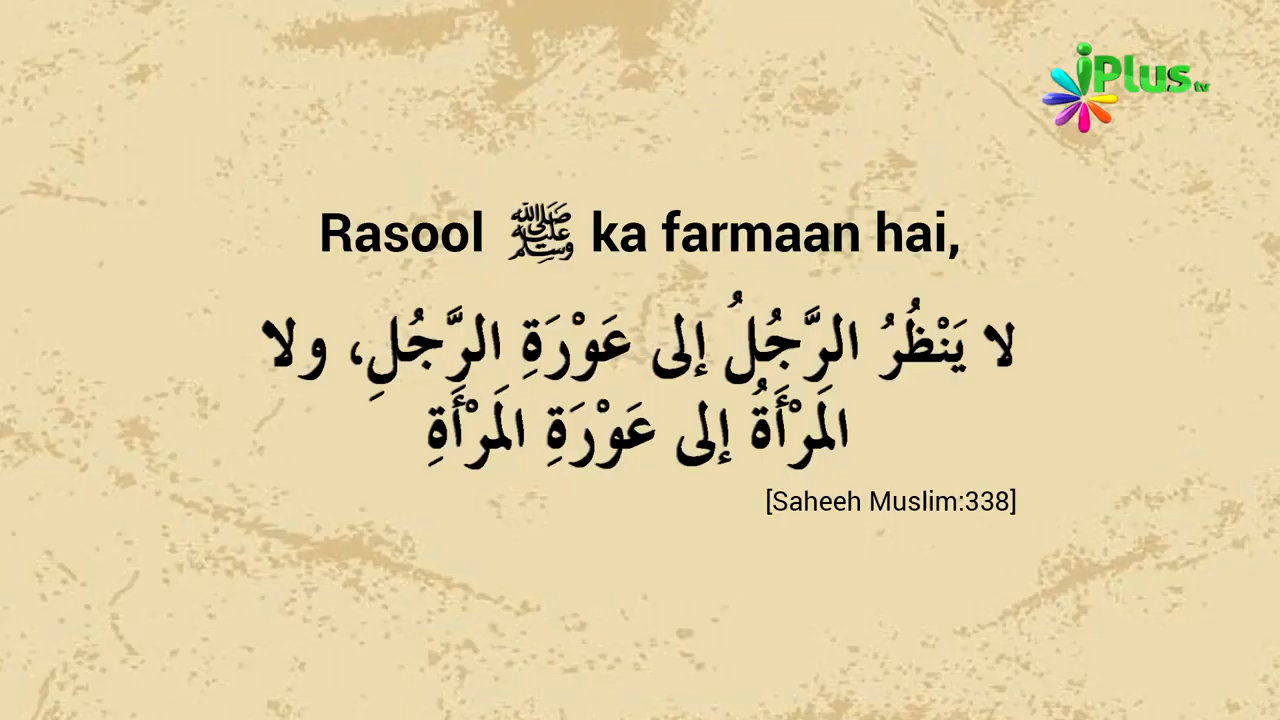 iPlus tv
Rasool ﷺ ka farmaan hai,
لا يَنْظُرُ الرَّجُلُ إلى عَوْرَةِ الرَّجُلِ، ولا
المَرْأَةُ إلى عَوْرَةِ المَرْأَةِ
[Saheeh Muslim:338]